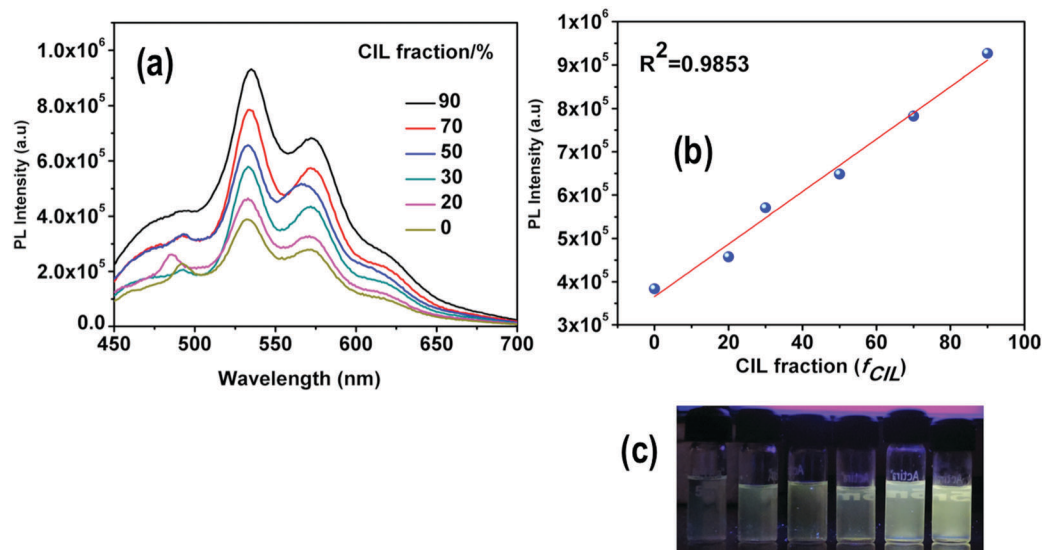 (a)
CIL fraction/%
90
70
50
30
20
0
1.0x10⁶
8.0x10⁵
6.0x10⁵
4.0x10⁵
2.0x10⁵
0.0
PL Intensity (a.u)
450 500 550 600 650 700
Wavelength (nm)
R²=0.9853
(b)
1x10⁶
9x10⁵
8x10⁵
7x10⁵
6x10⁵
5x10⁵
4x10⁵
3x10⁵
PL Intensity (a.u)
0 20 40 60 80 100
CIL fraction (f_CIL)
(c)